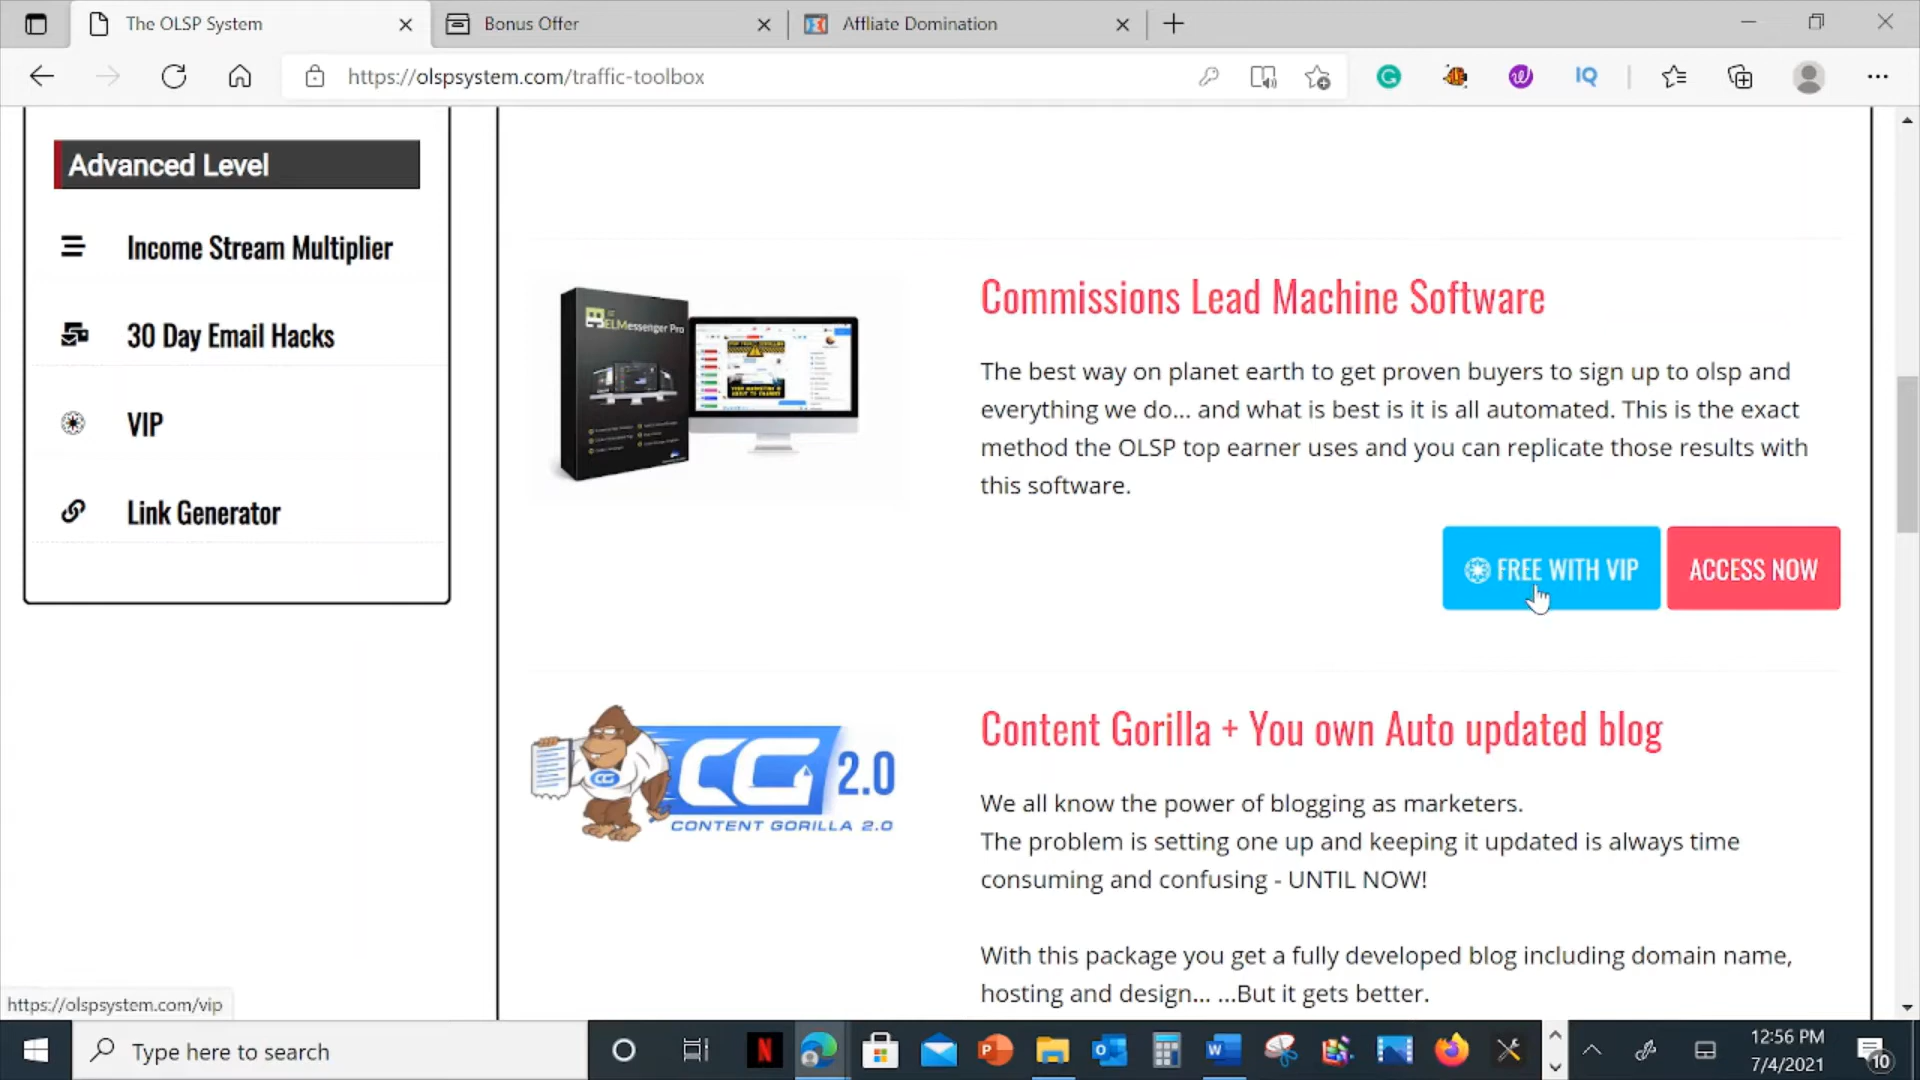 The OLSP System
Bonus Offer
Affliate Domination
https://olspsystem.com/traffic-toolbox
IQ
Advanced Level
Income Stream Multiplier
30 Day Email Hacks
VIP
Link Generator
ELMessenger Pro
Commissions Lead Machine Software
The best way on planet earth to get proven buyers to sign up to olsp and
everything we do... and what is best is it is all automated. This is the exact
method the OLSP top earner uses and you can replicate those results with
this software.
FREE WITH VIP
ACCESS NOW
CG
CG 2.0
CONTENT GORILLA 2.0
Content Gorilla + You own Auto updated blog
We all know the power of blogging as marketers.
The problem is setting one up and keeping it updated is always time
consuming and confusing - UNTIL NOW!
With this package you get a fully developed blog including domain name,
hosting and design... ...But it gets better.
https://olspsystem.com/vip
Type here to search
12:56 PM
7/4/2021
10